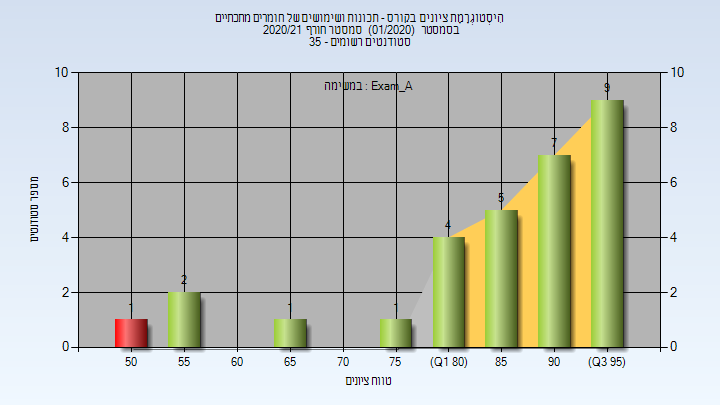 היסטוגרמת ציונים בקורס - תכונות ושימושים של חומרים מתכתיים
בסמסטר (01/2020) סמסטר חורף 2020/21
סטודנטים רשומים - 35
במשימה : Exam_A
10 10
8 8
6 6
4 4
2 2
0 0
1 2 1 1 4 5 7 9
50 55 60 65 70 75 (Q1 80) 85 90 (Q3 95)
מספר סטודנטים
טווח ציונים